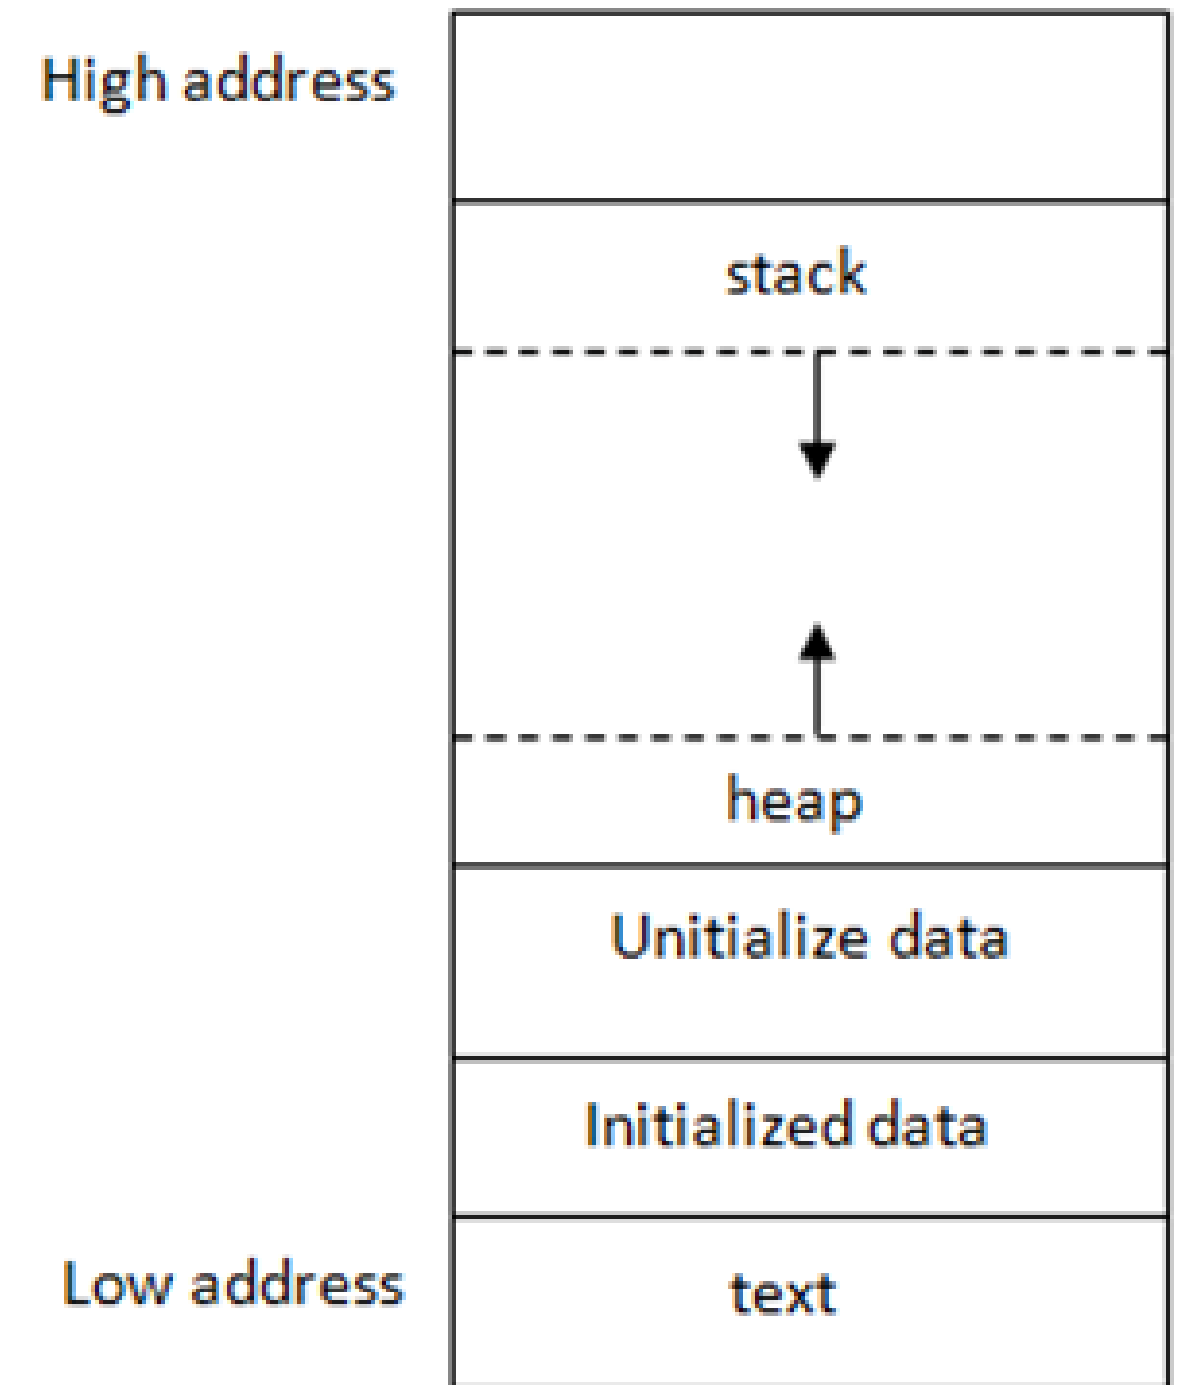 High address
stack
heap
Unitialize data
Initialized data
Low address
text